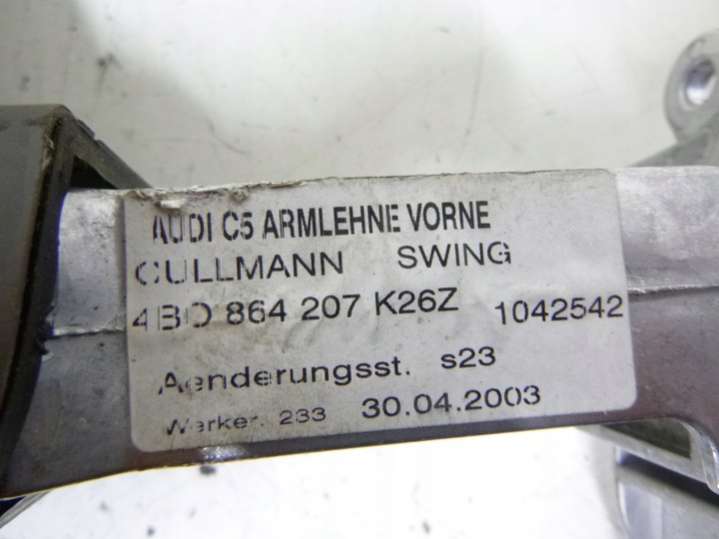 AUDI C5 ARMLEHNE VORNE
CULLMANN SWING
4B0 864 207 K26Z 1042542
Aenderungsst. s23
Werker. 233 30.04.2003